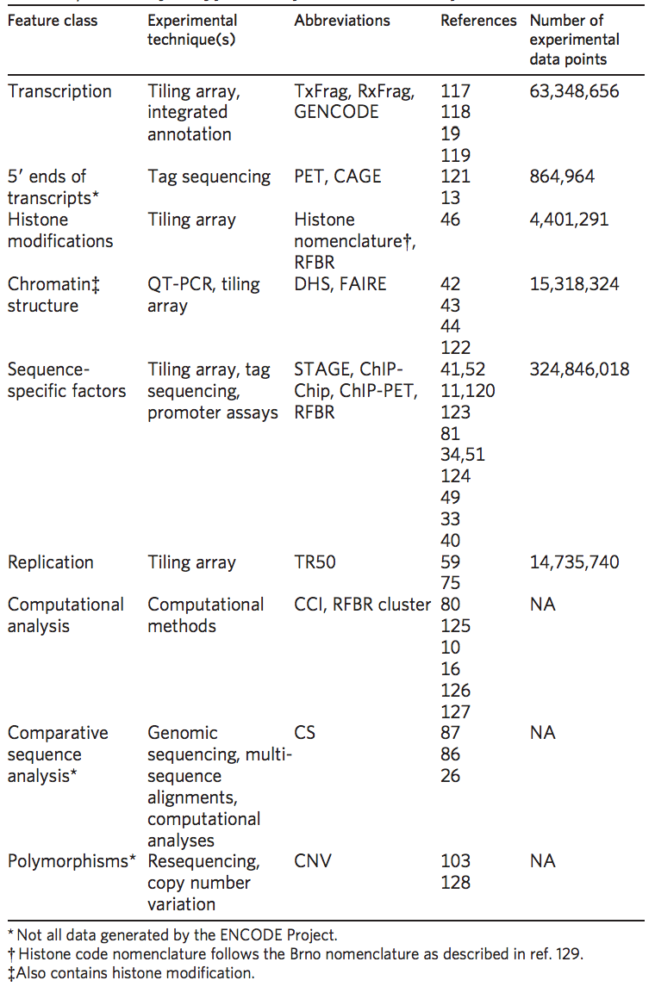 Feature class Experimental technique(s) Abbreviations References Number of experimental data points
Transcription Tiling array, integrated annotation TxFrag, RxFrag, GENCODE 117 118 19 119 63,348,656
5′ ends of transcripts* Tag sequencing PET, CAGE 121 13 864,964
Histone modifications Tiling array Histone nomenclature†, RFBR 46 4,401,291
Chromatin‡ structure QT-PCR, tiling array DHS, FAIRE 42 43 44 122 15,318,324
Sequence-specific factors Tiling array, tag sequencing, promoter assays STAGE, ChIP-Chip, ChIP-PET, RFBR 41,52 11,120 123 81 34,51 124 49 33 40 324,846,018
Replication Tiling array TR50 59 75 14,735,740
Computational analysis Computational methods CCI, RFBR cluster 80 125 10 16 126 127 NA
Comparative sequence analysis* Genomic sequencing, multi-sequence alignments, computational analyses CS 87 86 26 NA
Polymorphisms* Resequencing, copy number variation CNV 103 128 NA
* Not all data generated by the ENCODE Project.
† Histone code nomenclature follows the Brno nomenclature as described in ref. 129.
‡Also contains histone modification.